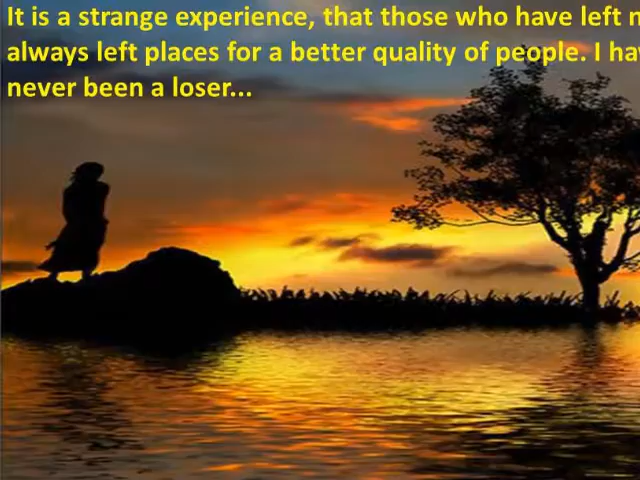 It is a strange experience, that those who have left
always left places for a better quality of people. I
never been a loser...